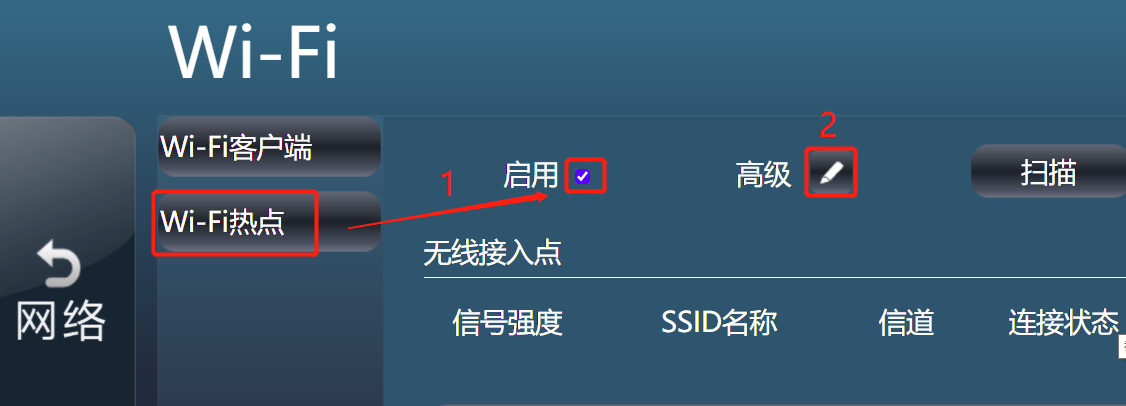 Wi-Fi
Wi-Fi客户端
2
启用
高级
扫描
1
Wi-Fi热点
无线接入点
网络
信号强度
SSID名称
信道
连接状态